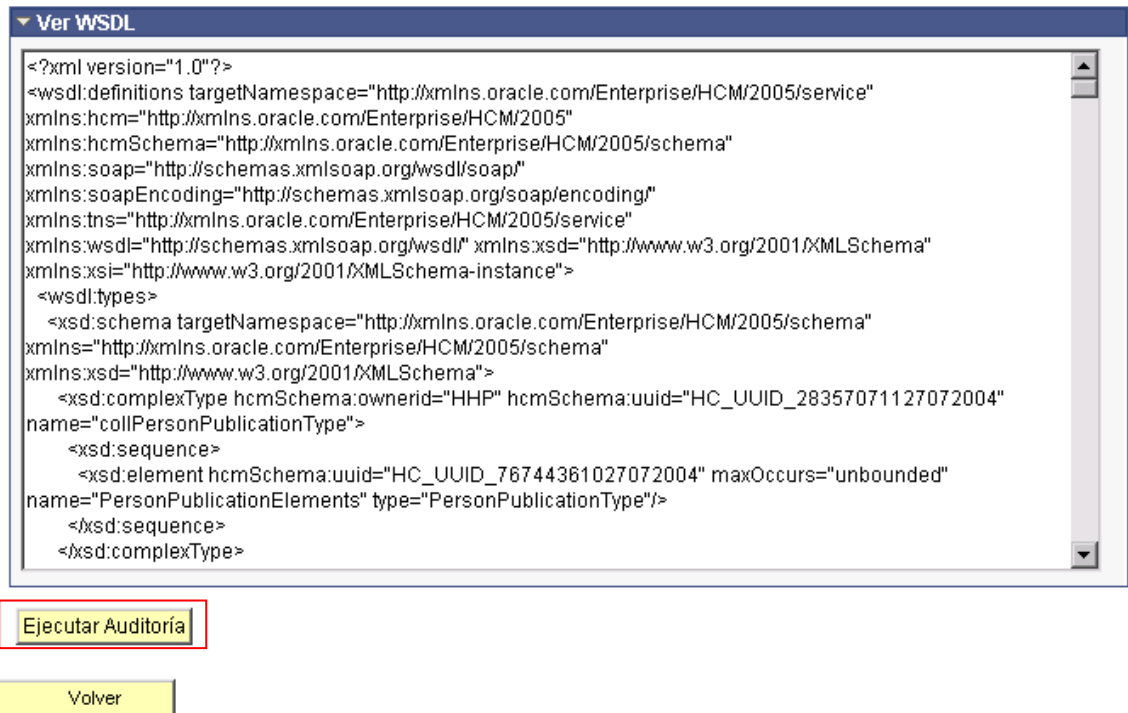 Ver WSDL
<?xml version="1.0"?>
<wsdl:definitions targetNamespace="http://xmlns.oracle.com/Enterprise/HCM/2005/service"
xmlns:hcm="http://xmlns.oracle.com/Enterprise/HCM/2005"
xmlns:hcmSchema="http://xmlns.oracle.com/Enterprise/HCM/2005/schema"
xmlns:soap="http://schemas.xmlsoap.org/wsdl/soap/"
xmlns:soapEncoding="http://schemas.xmlsoap.org/soap/encoding/"
xmlns:tns="http://xmlns.oracle.com/Enterprise/HCM/2005/service"
xmlns:wsdl="http://schemas.xmlsoap.org/wsdl/" xmlns:xsd="http://www.w3.org/2001/XMLSchema"
xmlns:xsi="http://www.w3.org/2001/XMLSchema-instance">
<wsdl:types>
<xsd:schema targetNamespace="http://xmlns.oracle.com/Enterprise/HCM/2005/schema"
xmlns="http://xmlns.oracle.com/Enterprise/HCM/2005/schema"
xmlns:xsd="http://www.w3.org/2001/XMLSchema">
<xsd:complexType hcmSchema:ownerid="HHP" hcmSchema:uuid="HC_UUID_28357071127072004"
name="collPersonPublicationType">
<xsd:sequence>
<xsd:element hcmSchema:uuid="HC_UUID_76744361027072004" maxOccurs="unbounded"
name="PersonPublicationElements" type="PersonPublicationType"/>
</xsd:sequence>
</xsd:complexType>
Ejecutar Auditoría
Volver